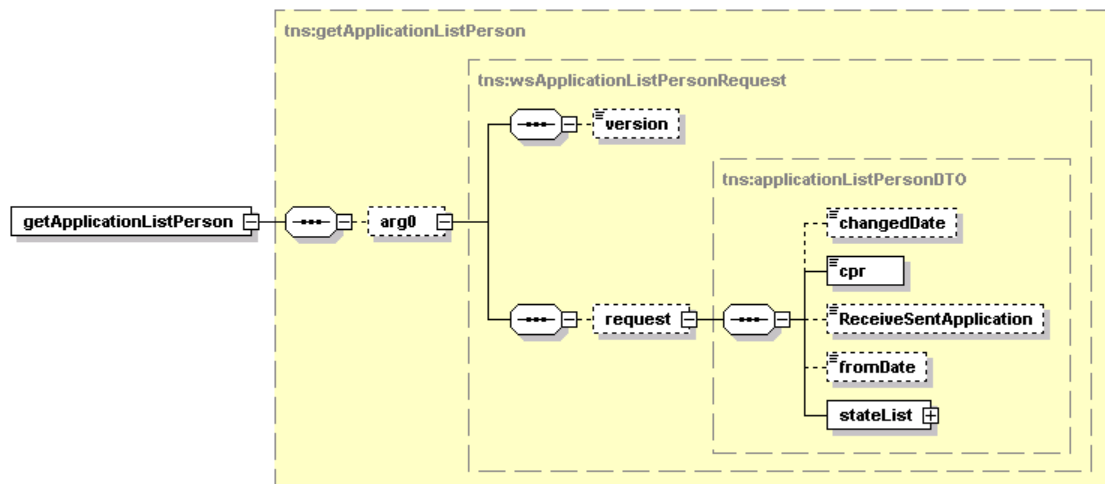 tns:getApplicationListPerson
tns:wsApplicationListPersonRequest
version
tns:applicationListPersonDTO
getApplicationListPerson
arg0
changedDate
cpr
request
ReceiveSentApplication
fromDate
stateList